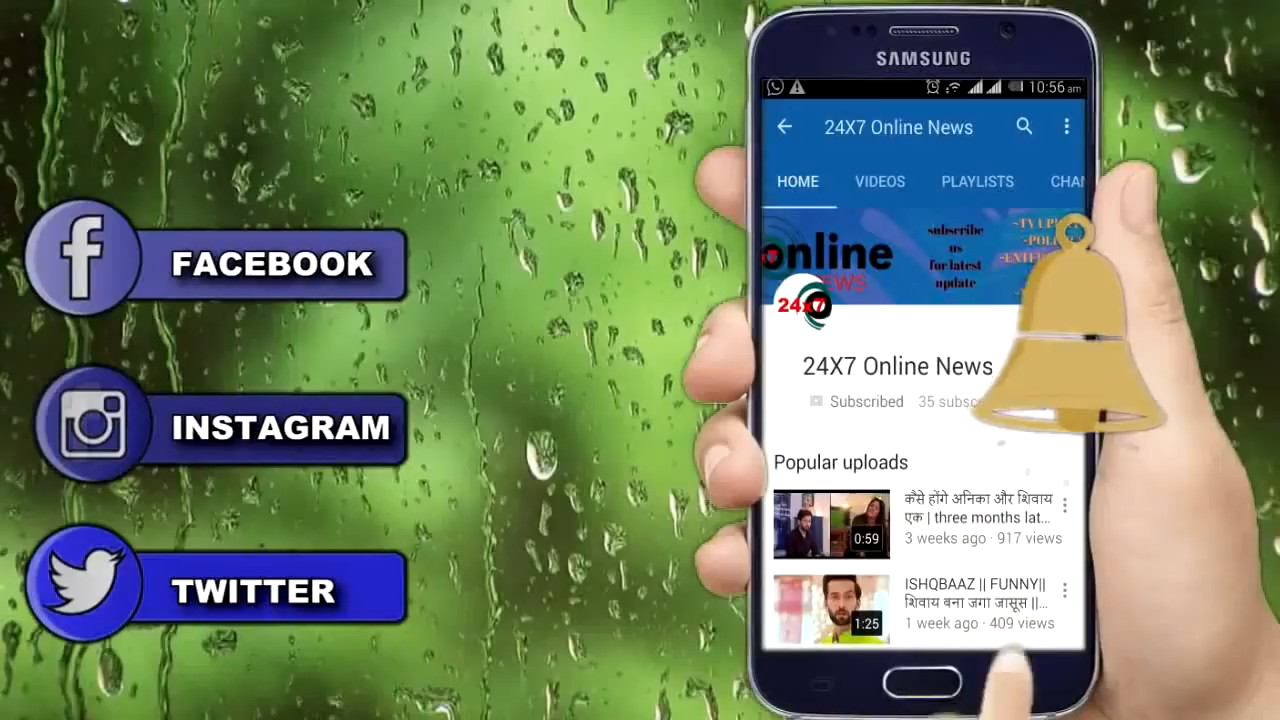 FACEBOOK
INSTAGRAM
TWITTER
SAMSUNG
10:56 am
24X7 Online News
HOME VIDEOS PLAYLISTS CHAN
online
NEWS
subscribe
us
for latest
update
24x7
24X7 Online News
Subscribed 35 subsc
Popular uploads
कैसे होंगे अनिका और शिवाय
एक | three months lat...
3 weeks ago · 917 views
0:59
ISHQBAAZ || FUNNY||
शिवाय बना जगा जासूस ||...
1 week ago · 409 views
1:25